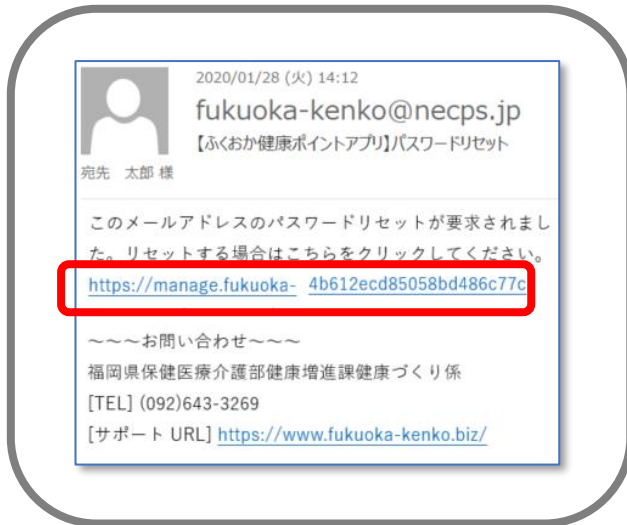 2020/01/28 (火) 14:12
fukuoka-kenko@necps.jp
【ふくおか健康ポイントアプリ】パスワードリセット
宛先 太郎 様
このメールアドレスのパスワードリセットが要求されまし
た。リセットする場合はこちらをクリックしてください。
https://manage.fukuoka- 4b612ecd85058bd486c77c
~~~お問い合わせ~~~
福岡県保健医療介護部健康増進課健康づくり係
[TEL] (092)643-3269
[サポート URL] https://www.fukuoka-kenko.biz/